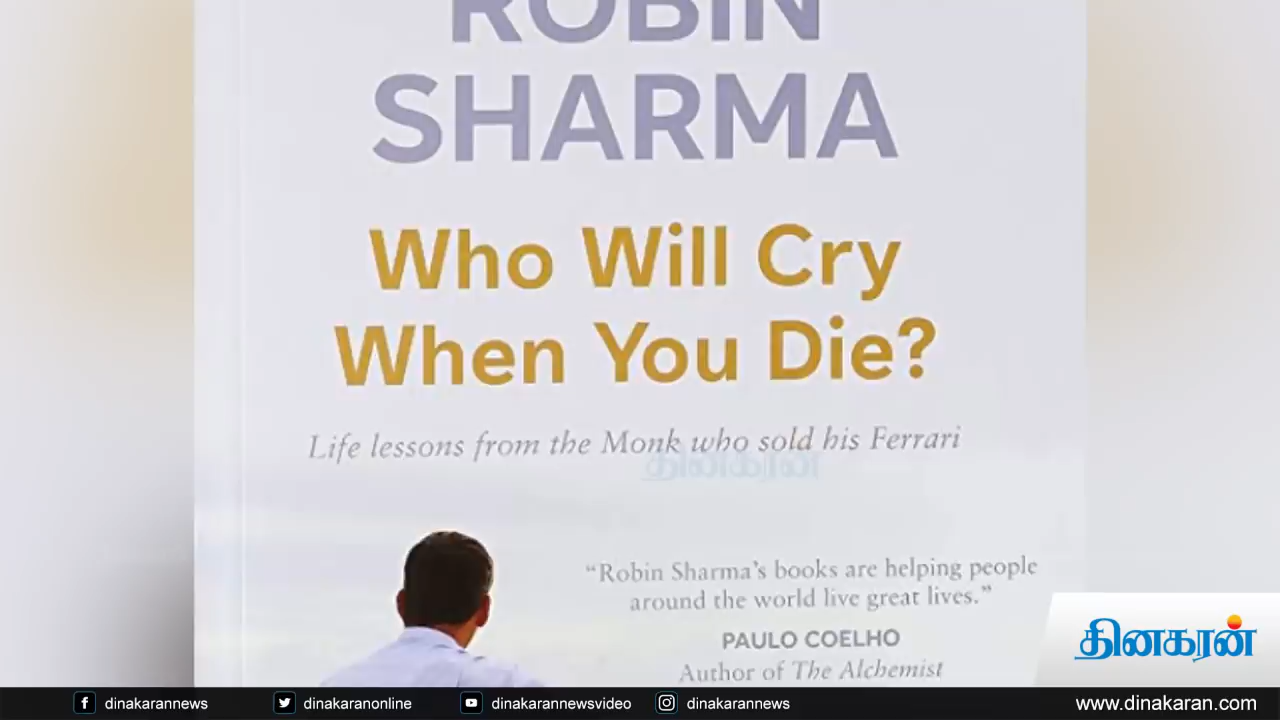 ROBIN
SHARMA
Who Will Cry
When You Die?
Life lessons from the Monk who sold his Ferrari
தினகரன்
“Robin Sharma’s books are helping people
around the world live great lives.”
PAULO COELHO
Author of The Alchemist
தினகரன்
dinakarannews
dinakaranonline
dinakarannewsvideo
dinakarannews
www.dinakaran.com